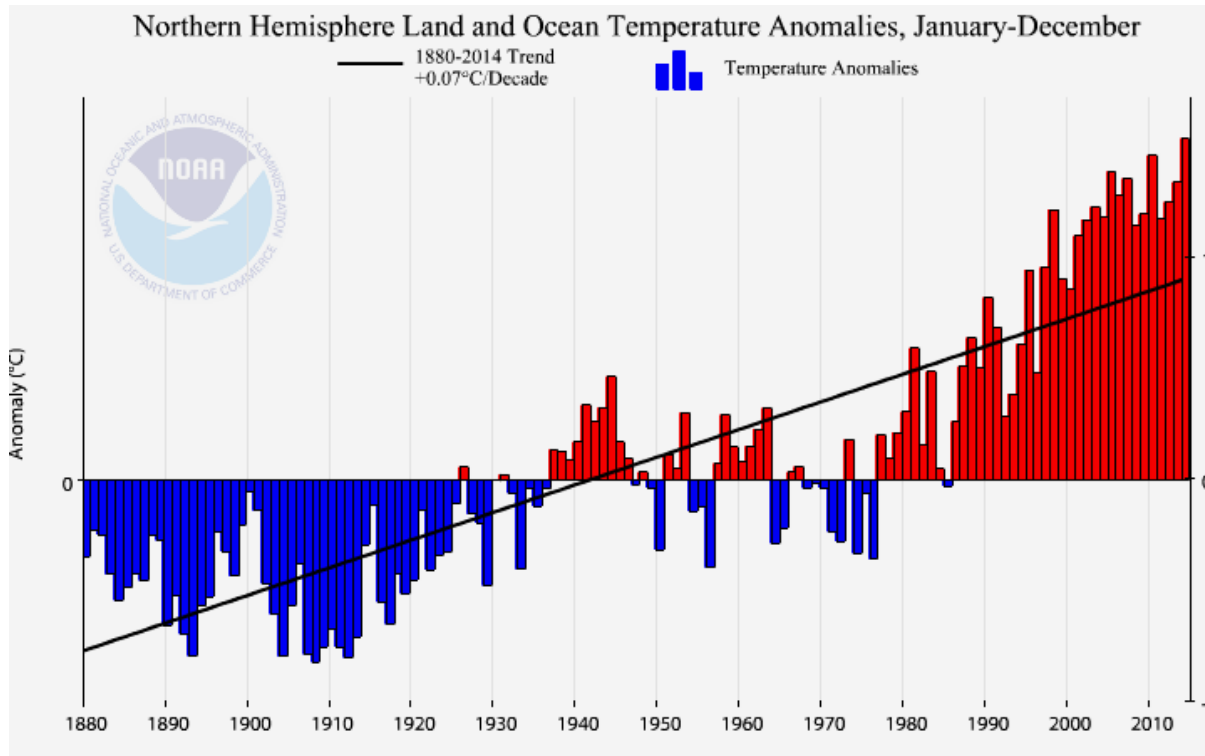 Northern Hemisphere Land and Ocean Temperature Anomalies, January-December
1880-2014 Trend
+0.07°C/Decade
Temperature Anomalies
NATIONAL OCEANIC AND ATMOSPHERIC ADMINISTRATION
NOAA
U.S. DEPARTMENT OF COMMERCE
Anomaly (°C)
0
1880 1890 1900 1910 1920 1930 1940 1950 1960 1970 1980 1990 2000 2010